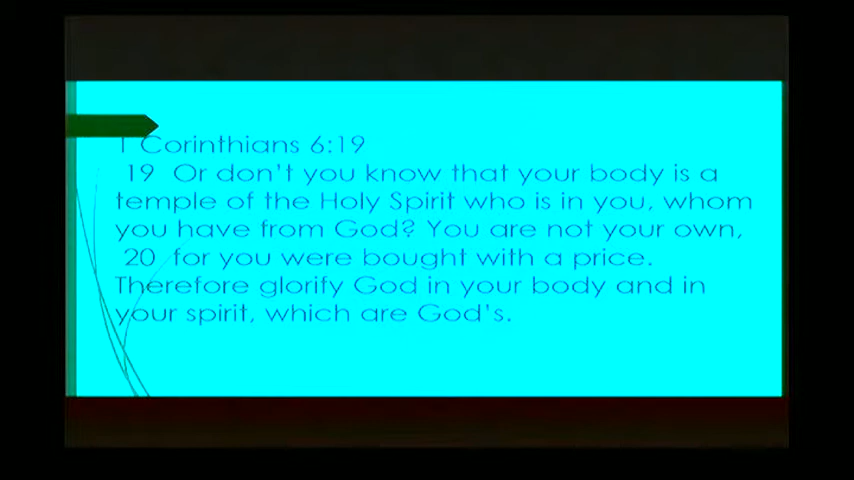 1 Corinthians 6:19
19 Or don't you know that your body is a
temple of the Holy Spirit who is in you, whom
you have from God? You are not your own,
20 for you were bought with a price.
Therefore glorify God in your body and in
your spirit, which are God's.